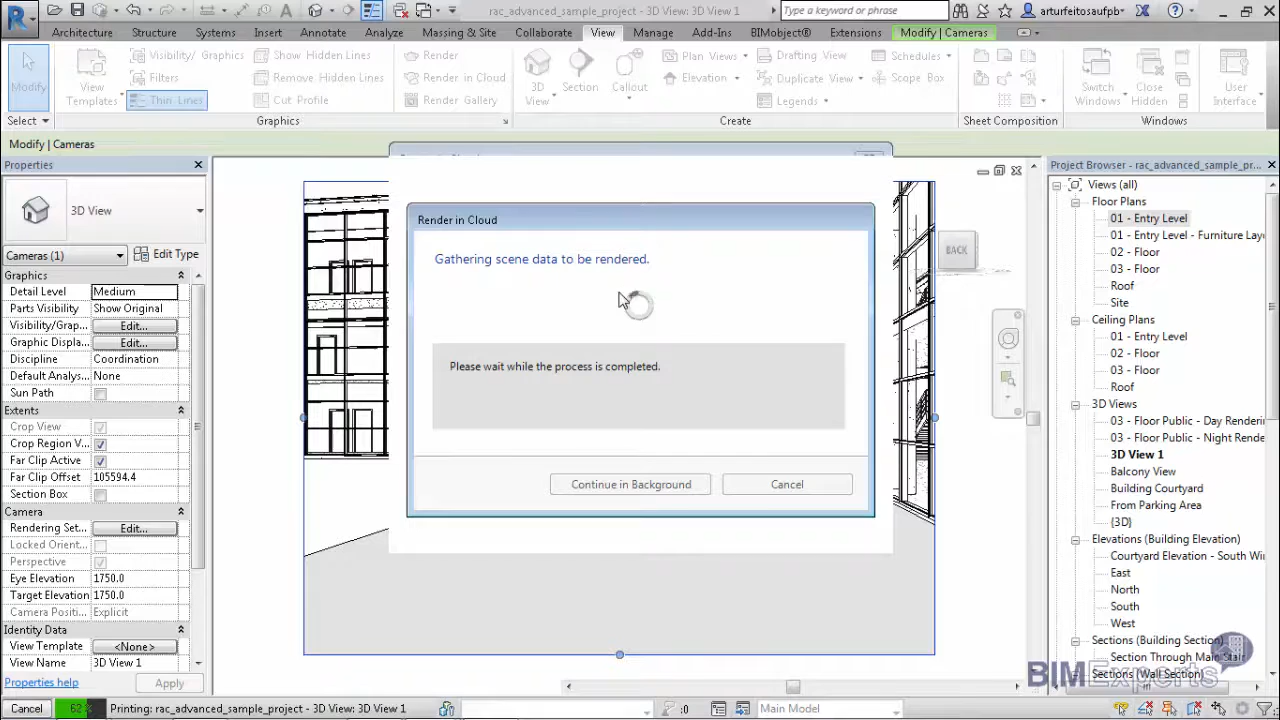 rac_advanced_sample_project - 3D View: 3D View 1
Type a keyword or phrase
arturfeitosaufpb
Architecture Structure Systems Insert Annotate Analyze Massing & Site Collaborate View Manage Add-Ins BIMobject® Extensions Modify | Cameras
Modify
Select
View
Templates
Visibility/ Graphics
Filters
Thin Lines
Show Hidden Lines
Remove Hidden Lines
Cut Profile
Graphics
Render
Render in Cloud
Render Gallery
3D
View
Section
Callout
Plan Views
Elevation
Drafting View
Duplicate View
Legends
Schedules
Scope Box
Create
Sheet Composition
Switch
Windows
Close
Hidden
User
Interface
Windows
Modify | Cameras
Properties
3D View
Cameras (1)
Edit Type
Graphics
Detail Level Medium
Parts Visibility Show Original
Visibility/Grap... Edit...
Graphic Displa... Edit...
Discipline Coordination
Default Analys... None
Sun Path
Extents
Crop View
Crop Region V...
Far Clip Active
Far Clip Offset 105594.4
Section Box
Camera
Rendering Set... Edit...
Locked Orient...
Perspective
Eye Elevation 1750.0
Target Elevation 1750.0
Camera Positi... Explicit
Identity Data
View Template <None>
View Name 3D View 1
Properties help
Apply
Render in Cloud
Gathering scene data to be rendered.
Please wait while the process is completed.
Continue in Background
Cancel
BACK
Project Browser - rac_advanced_sample_pr...
Views (all)
Floor Plans
01 - Entry Level
01 - Entry Level - Furniture Layo
02 - Floor
03 - Floor
Roof
Site
Ceiling Plans
01 - Entry Level
02 - Floor
03 - Floor
Roof
3D Views
03 - Floor Public - Day Rendering
03 - Floor Public - Night Rende
3D View 1
Balcony View
Building Courtyard
From Parking Area
{3D}
Elevations (Building Elevation)
Courtyard Elevation - South Win
East
North
South
West
Sections (Building Section)
Section Through Main Stair
Sections (Wall Section)
BIMExperts
Cancel
62 %
Printing: rac_advanced_sample_project - 3D View: 3D View 1
:0
Main Model